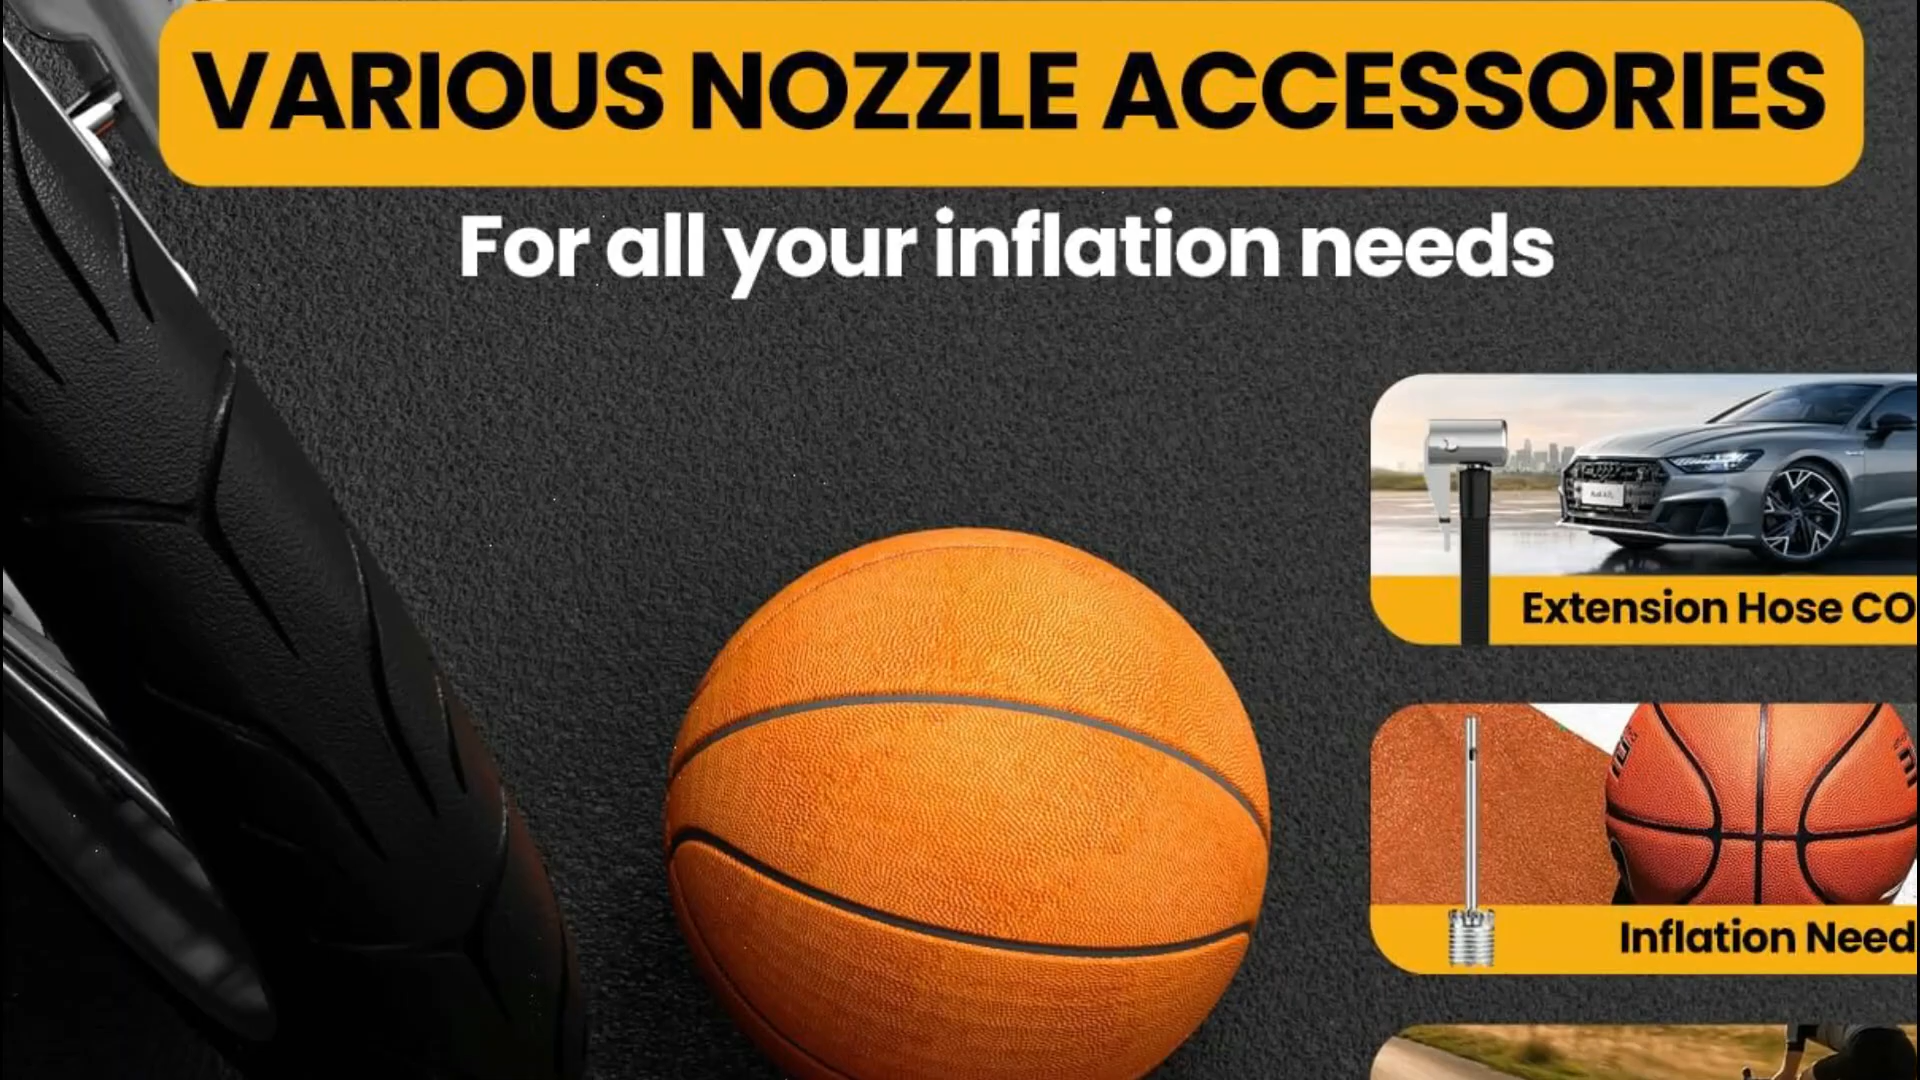 VARIOUS NOZZLE ACCESSORIES
For all your inflation needs
Extension Hose CO
Inflation Need